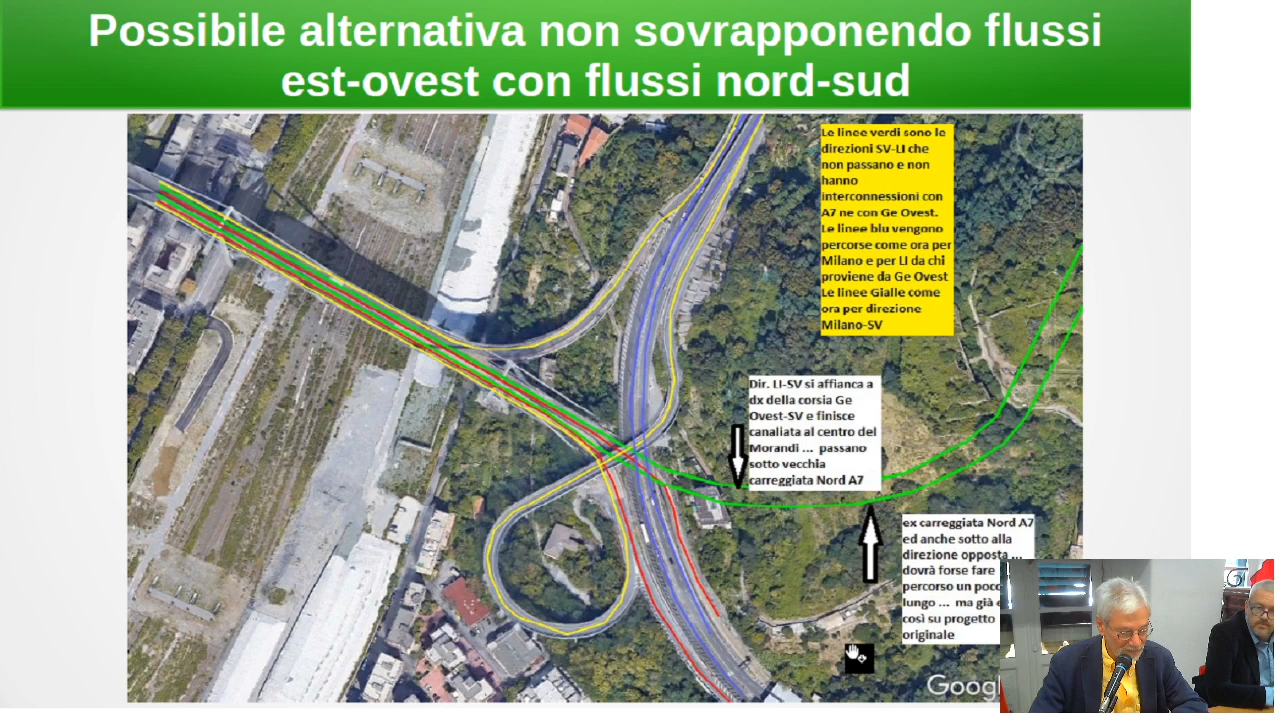 Possibile alternativa non sovrapponendo flussi
est-ovest con flussi nord-sud
Le linee verdi sono le
direzioni SV-LI che
non passano e non
hanno
interconnessioni con
A7 ne con Ge Ovest.
Le linee blu vengono
percorse come ora per
Milano e per LI da chi
proviene da Ge Ovest
Le linee Gialle come
ora per direzione
Milano-SV
Dir. LI-SV si affianca a
dx della corsia Ge
Ovest-SV e finisce
canaliata al centro del
Morandi ... passano
sotto vecchia
carreggiata Nord A7
ex carreggiata Nord A7
ed anche sotto alla
direzione opposta ...
dovrà forse fare
percorso un poco
lungo ... ma già
così su progetto
originale
Goog